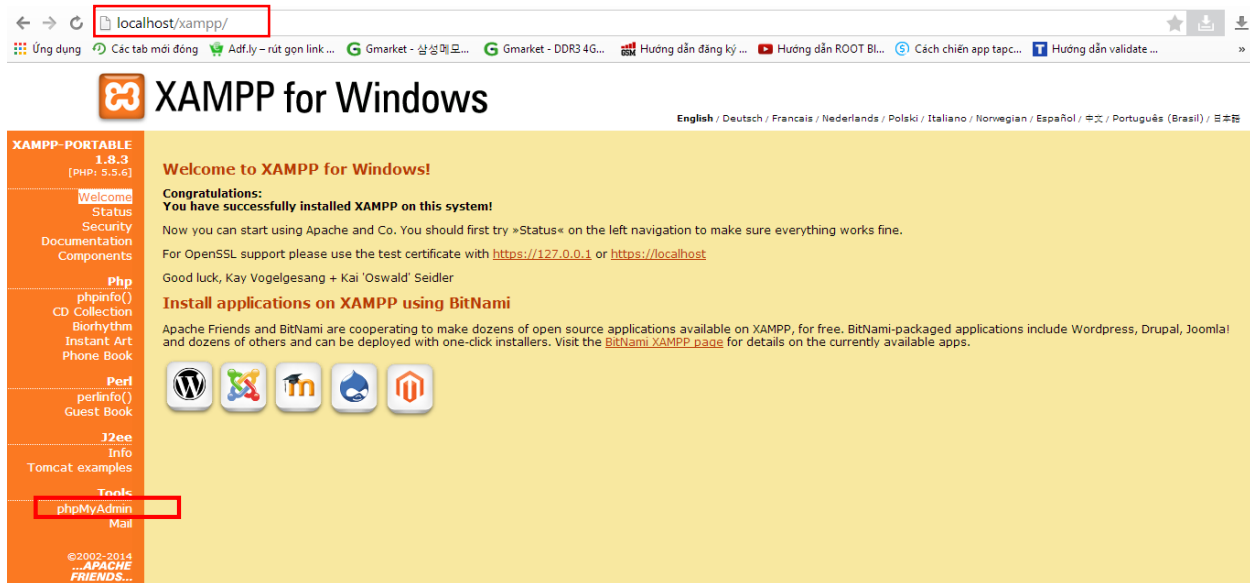 localhost/xampp/
Ứng dụng Các tab mới đóng Adf.ly – rút gọn link ... Gmarket - 삼성메모... Gmarket - DDR3 4G... Hướng dẫn đăng ký ... Hướng dẫn ROOT Bl... Cách chiến app tapc... Hướng dẫn validate ... »
XAMPP for Windows
English / Deutsch / Francais / Nederlands / Polski / Italiano / Norwegian / Español / 中文 / Português (Brasil) / 日本語
XAMPP-PORTABLE
1.8.3
[PHP: 5.5.6]
Welcome
Status
Security
Documentation
Components
Php
phpinfo()
CD Collection
Biorhythm
Instant Art
Phone Book
Perl
perlinfo()
Guest Book
J2ee
Info
Tomcat examples
Tools
phpMyAdmin
Mail
©2002-2014
...APACHE
FRIENDS...
Welcome to XAMPP for Windows!
Congratulations:
You have successfully installed XAMPP on this system!
Now you can start using Apache and Co. You should first try »Status« on the left navigation to make sure everything works fine.
For OpenSSL support please use the test certificate with https://127.0.0.1 or https://localhost
Good luck, Kay Vogelgesang + Kai 'Oswald' Seidler
Install applications on XAMPP using BitNami
Apache Friends and BitNami are cooperating to make dozens of open source applications available on XAMPP, for free. BitNami-packaged applications include Wordpress, Drupal, Joomla!
and dozens of others and can be deployed with one-click installers. Visit the BitNami XAMPP page for details on the currently available apps.